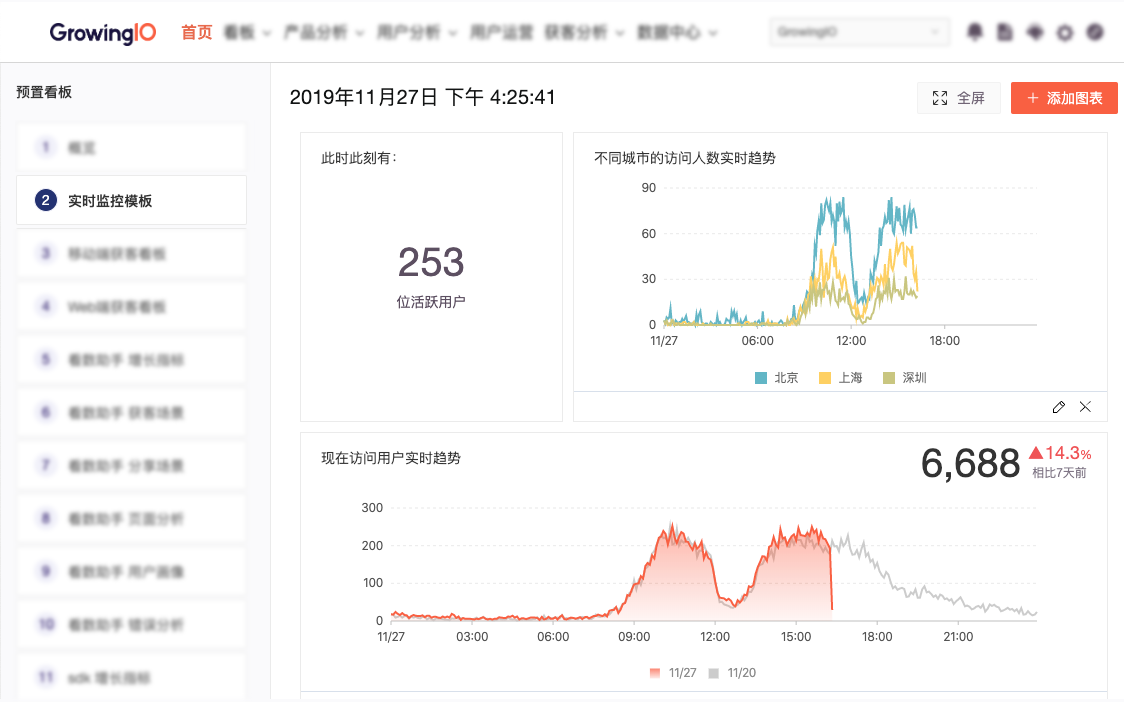 GrowingIO 首页 看板 产品分析 用户分析 用户运营 获客分析 数据中心 GrowingIO
预置看板
1 概览
2 实时监控模板
3 移动端获客看板
4 Web端获客看板
5 看数助手 增长指标
6 看数助手 获客场景
7 看数助手 分享场景
8 看数助手 页面分析
9 看数助手 用户画像
10 看数助手 错误分析
11 sdk 增长指标
2019年11月27日 下午 4:25:41
全屏
+ 添加图表
此时此刻有：
253
位活跃用户
不同城市的访问人数实时趋势
90
60
30
0
11/27 06:00 12:00 18:00
北京 上海 深圳
现在访问用户实时趋势
6,688 ▲14.3%
相比7天前
300
200
100
0
11/27 03:00 06:00 09:00 12:00 15:00 18:00 21:00
11/27 11/20